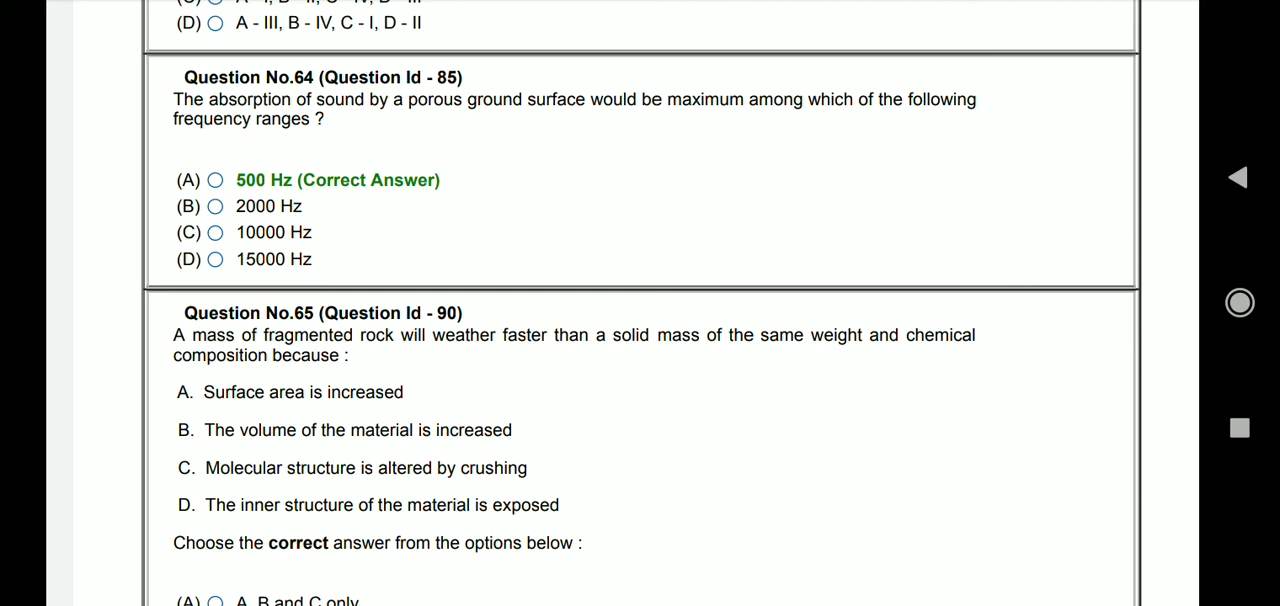 (D) A - III, B - IV, C - I, D - II
Question No.64 (Question Id - 85)
The absorption of sound by a porous ground surface would be maximum among which of the following
frequency ranges ?
(A) 500 Hz (Correct Answer)
(B) 2000 Hz
(C) 10000 Hz
(D) 15000 Hz
Question No.65 (Question Id - 90)
A mass of fragmented rock will weather faster than a solid mass of the same weight and chemical
composition because :
A. Surface area is increased
B. The volume of the material is increased
C. Molecular structure is altered by crushing
D. The inner structure of the material is exposed
Choose the correct answer from the options below :
(A) A, B and C only